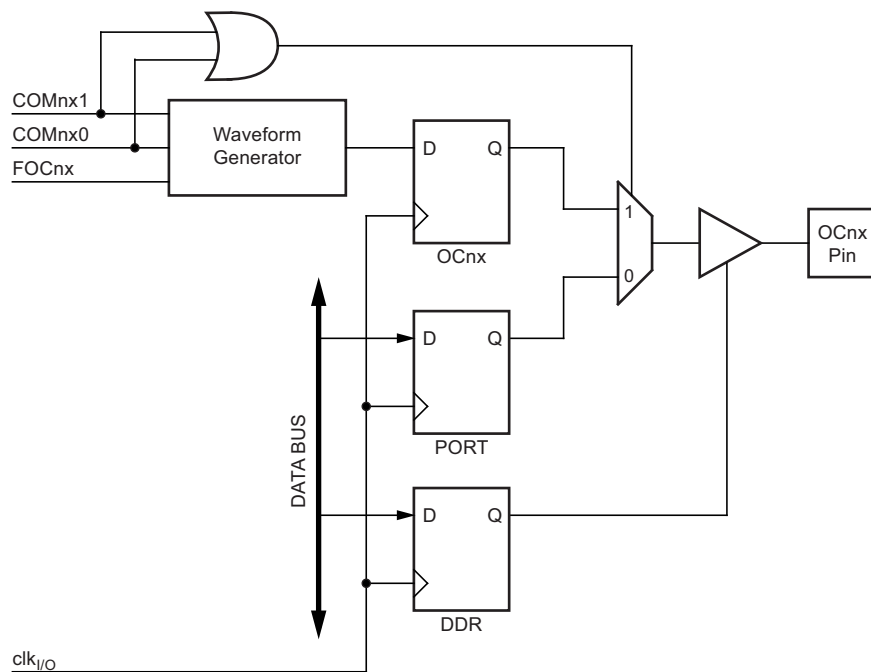 COMnx1
COMnx0
FOCnx
Waveform
Generator
D
Q
OCnx
1
0
OCnx
Pin
D
Q
PORT
DATA BUS
D
Q
DDR
clkI/O